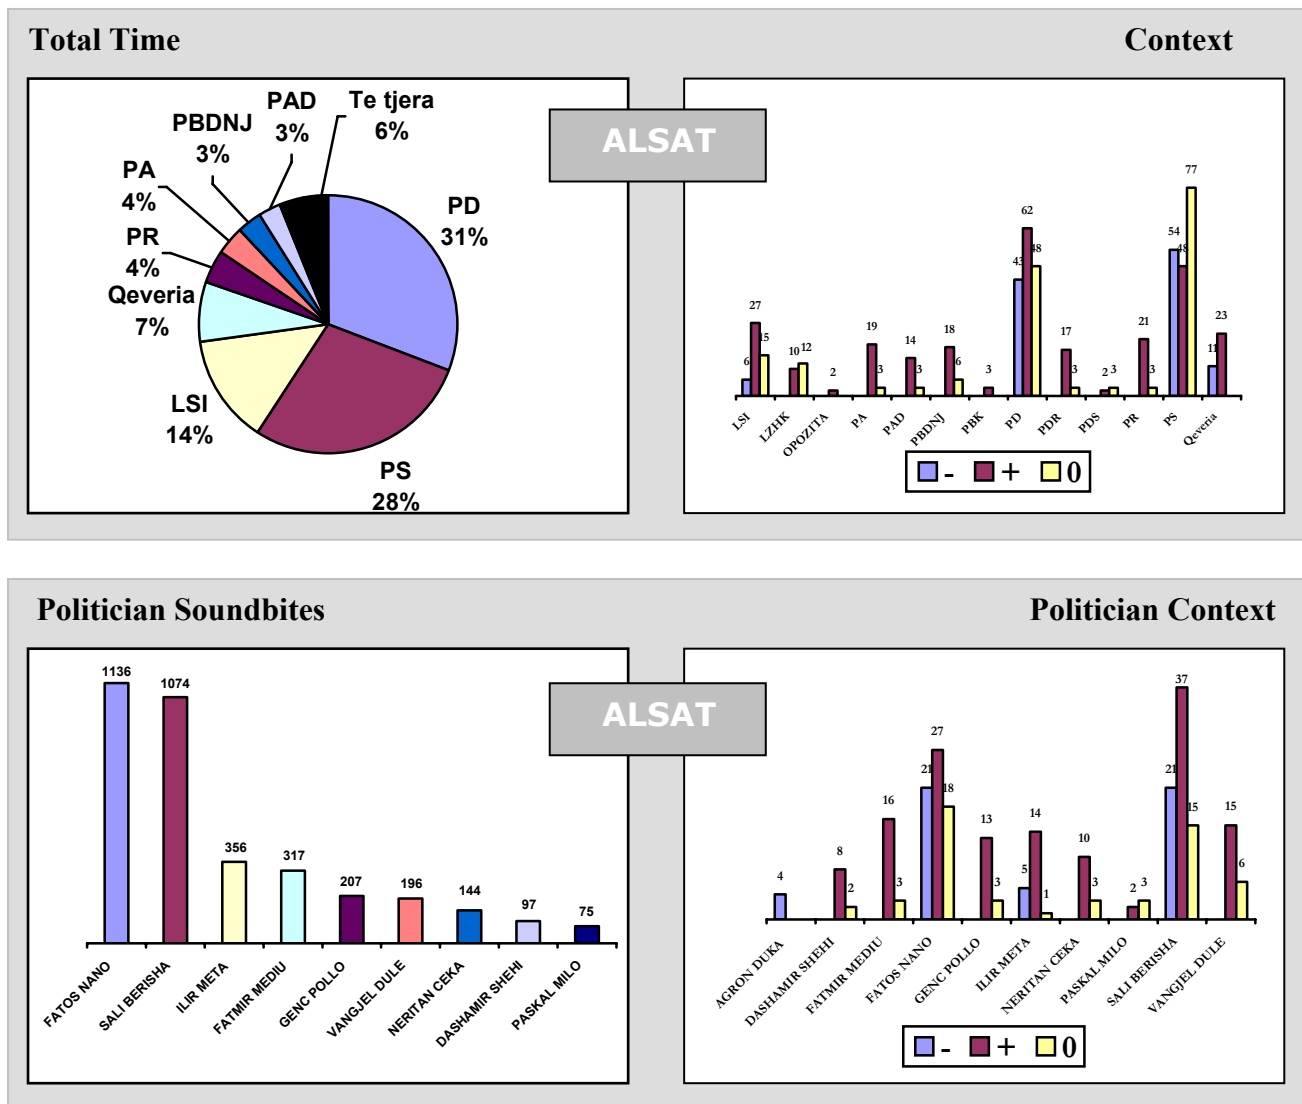 Total Time
Context
ALSAT
PAD
3%
Te tjera
6%
PBDNJ
3%
PA
4%
PR
4%
Qeveria
7%
LSI
14%
PS
28%
PD
31%
6
27
15
10
12
2
19
3
14
3
18
6
3
43
62
48
17
3
2
3
21
3
54
48
77
11
23
LSI
LZHK
OPOZITA
PA
PAD
PBDNJ
PBK
PD
PDR
PDS
PR
PS
Qeveria
- + 0
Politician Soundbites
Politician Context
ALSAT
1136
1074
356
317
207
196
144
97
75
FATOS NANO
SALI BERISHA
ILIR META
FATMIR MEDIU
GENC POLLO
VANGJEL DULE
NERITAN CEKA
DASHAMIR SHEHI
PASKAL MILO
4
8
2
16
3
21
27
18
13
3
5
14
1
10
3
2
3
21
37
15
15
6
AGRON DUKA
DASHAMIR SHEHI
FATMIR MEDIU
FATOS NANO
GENC POLLO
ILIR META
NERITAN CEKA
PASKAL MILO
SALI BERISHA
VANGJEL DULE
- + 0